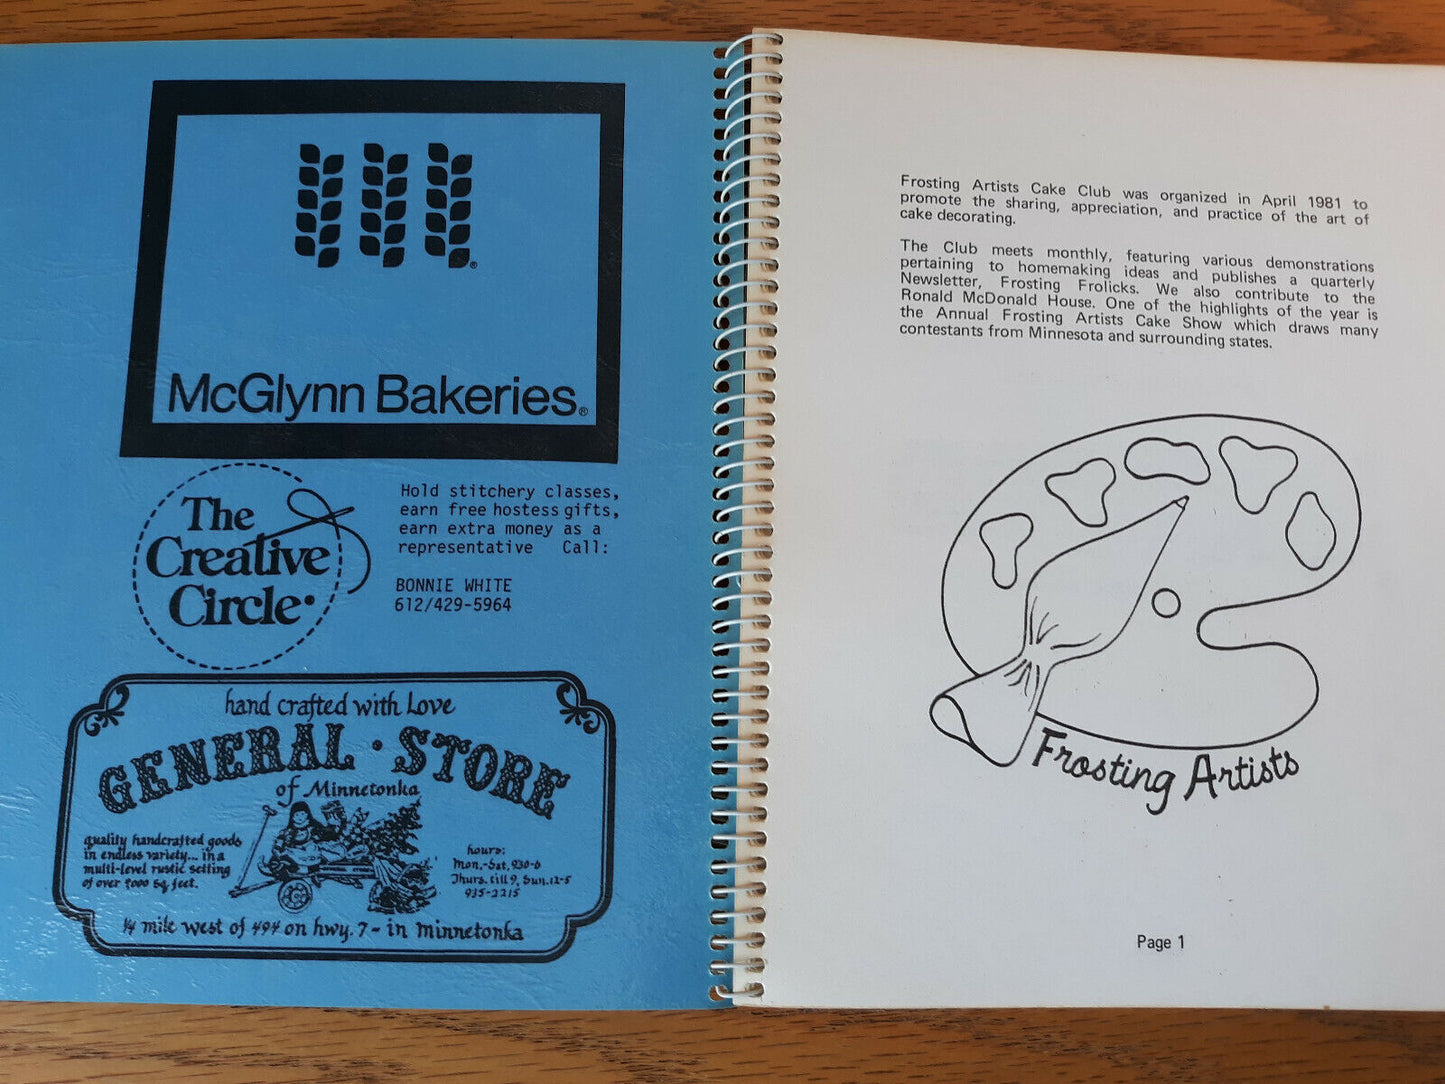 McGlynn Bakeries®
The
Creative
Circle•
Hold stitchery classes,
earn free hostess gifts,
earn extra money as a
representative Call:
BONNIE WHITE
612/429-5964
hand crafted with Love
GENERAL • STORE
of Minnetonka
quality handcrafted goods
in endless variety... in a
multi-level rustic setting
of over 9000 sq. feet.
hours:
Mon.-Sat. 930-6
Thurs. till 9, Sun. 12-5
935-2215
1/4 mile west of 494 on hwy. 7 - in minnetonka
Frosting Artists Cake Club was organized in April 1981 to
promote the sharing, appreciation, and practice of the art of
cake decorating.
The Club meets monthly, featuring various demonstrations
pertaining to homemaking ideas and publishes a quarterly
Newsletter, Frosting Frolicks. We also contribute to the
Ronald McDonald House. One of the highlights of the year is
the Annual Frosting Artists Cake Show which draws many
contestants from Minnesota and surrounding states.
Frosting Artists
Page 1